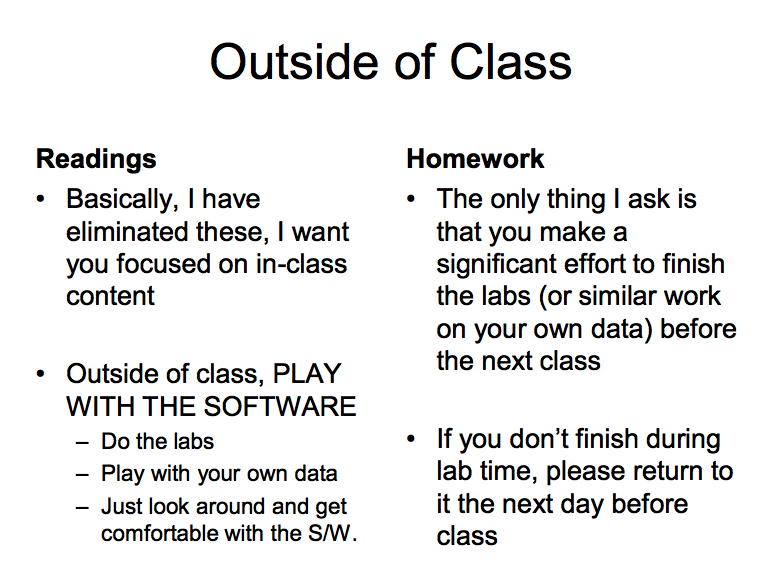 Outside of Class
Readings
• Basically, I have
eliminated these, I want
you focused on in-class
content
• Outside of class, PLAY
WITH THE SOFTWARE
– Do the labs
– Play with your own data
– Just look around and get
comfortable with the S/W.
Homework
• The only thing I ask is
that you make a
significant effort to finish
the labs (or similar work
on your own data) before
the next class
• If you don’t finish during
lab time, please return to
it the next day before
class